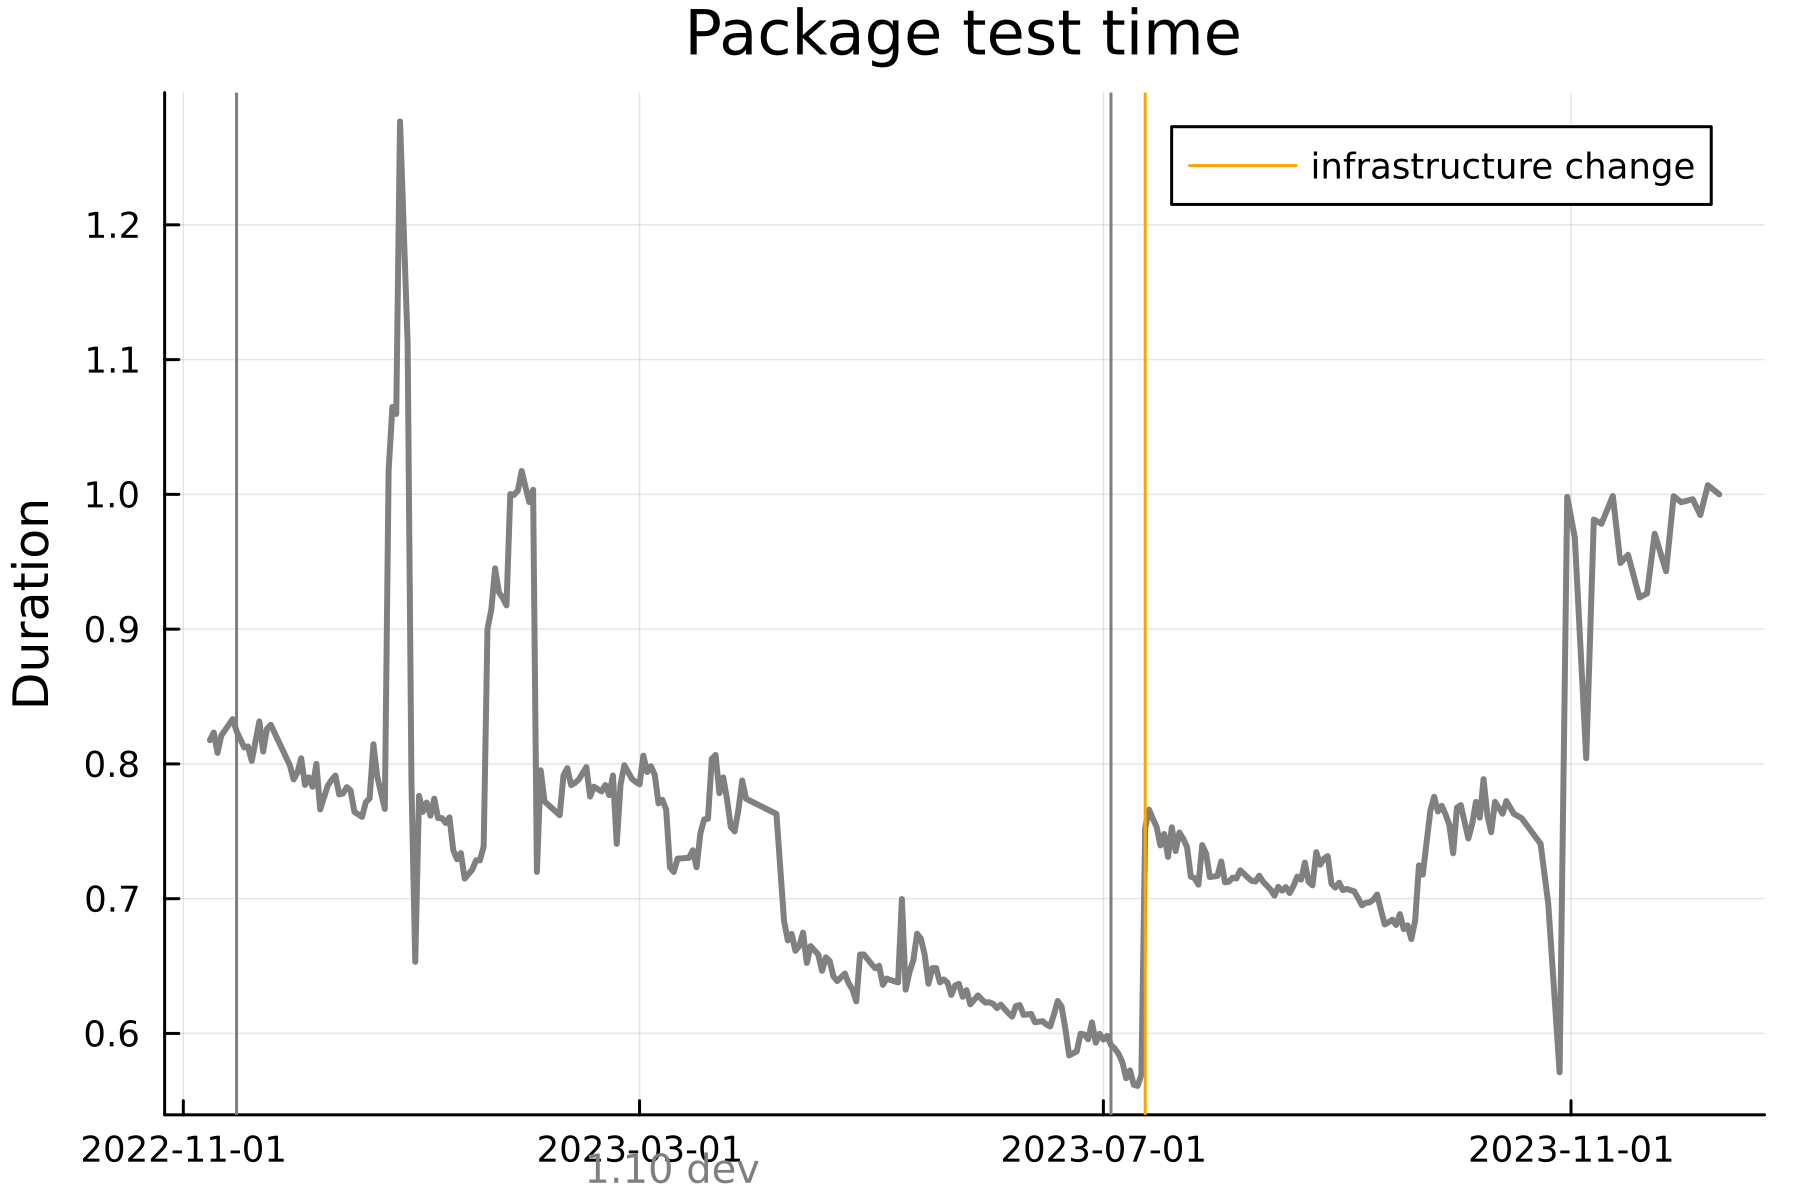 Package test time
infrastructure change
Duration
1.2
1.1
1.0
0.9
0.8
0.7
0.6
2022-11-01 2023-03-01 2023-07-01 2023-11-01
1.10 dev